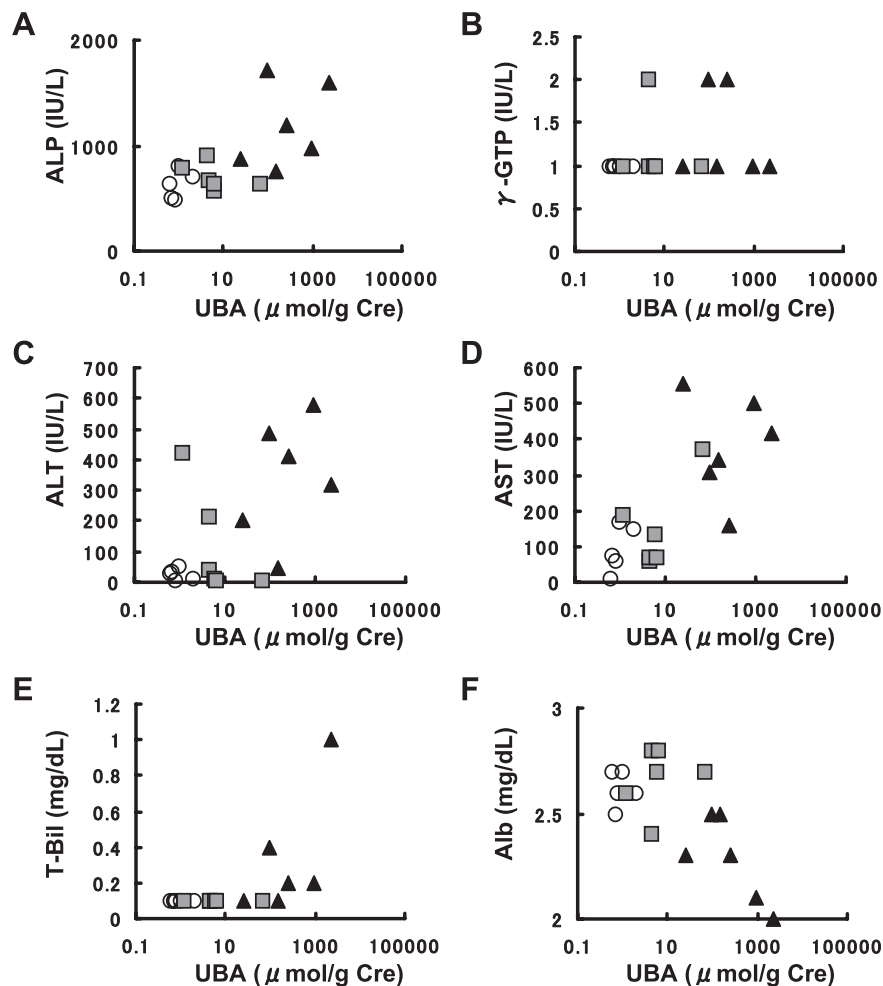 A
B
2000
1000
0
ALP (IU/L)
0.1 10 1000 100000
UBA ( μ mol/g Cre)
2.5
2
1.5
1
0.5
0
γ -GTP (IU/L)
0.1 10 1000 100000
UBA ( μ mol/g Cre)
C
D
700
600
500
400
300
200
100
0
ALT (IU/L)
0.1 10 1000 100000
UBA ( μ mol/g Cre)
600
500
400
300
200
100
0
AST (IU/L)
0.1 10 1000 100000
UBA ( μ mol/g Cre)
E
F
1.2
1
0.8
0.6
0.4
0.2
0
T-Bil (mg/dL)
0.1 10 1000 100000
UBA ( μ mol/g Cre)
3
2.5
2
Alb (mg/dL)
0.1 10 1000 100000
UBA ( μ mol/g Cre)